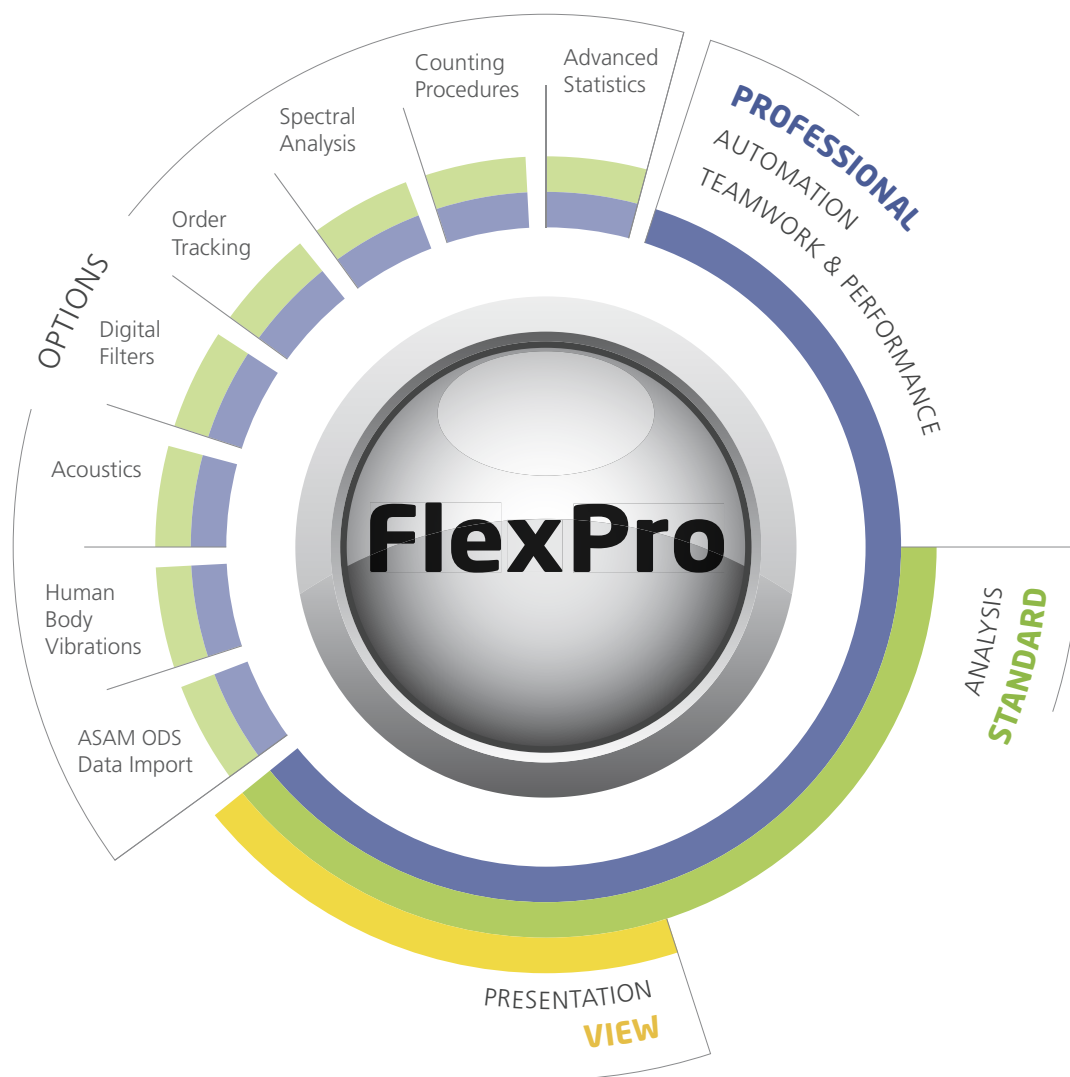 Counting
Procedures
Advanced
Statistics
Spectral
Analysis
Order
Tracking
OPTIONS
Digital
Filters
Acoustics
Human
Body
Vibrations
ASAM ODS
Data Import
PROFESSIONAL
AUTOMATION
TEAMWORK & PERFORMANCE
FlexPro
ANALYSIS
STANDARD
PRESENTATION
VIEW